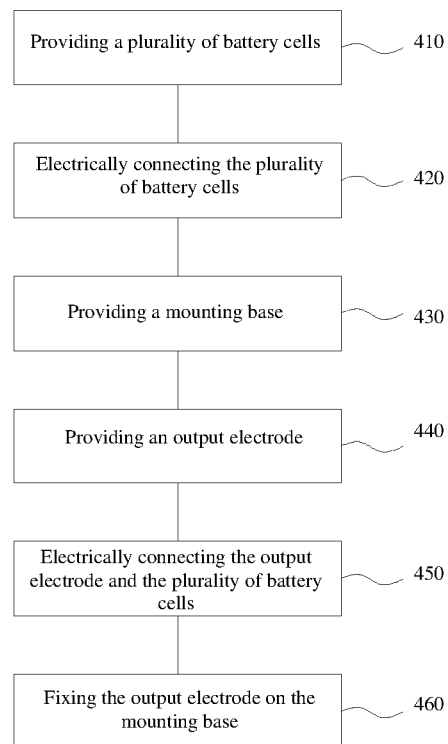 Providing a plurality of battery cells
410
Electrically connecting the plurality
of battery cells
420
Providing a mounting base
430
Providing an output electrode
440
Electrically connecting the output
electrode and the plurality of battery
cells
450
Fixing the output electrode on the
mounting base
460